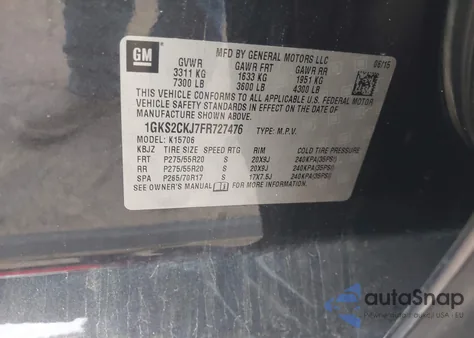 GM
MFD BY GENERAL MOTORS LLC 08/15
GVWR GAWR FRT GAWR RR
3311 KG 1633 KG 1951 KG
7300 LB 3600 LB 4300 LB
THIS VEHICLE CONFORMS TO ALL APPLICABLE U.S. FEDERAL MOTOR
VEHICLE SAFETY STANDARDS IN EFFECT ON THE DATE OF
MANUFACTURE SHOWN ABOVE.
1GKS2CKJ7FR727476 TYPE: M.P.V.
MODEL: K15706
KBJZ TIRE SIZE SPEED RIM COLD TIRE PRESSURE
FRT P275/55R20 S 20X9J 240KPA(35PSI)
RR P275/55R20 S 20X9J 240KPA(35PSI)
SPA P265/70R17 S 17X7.5J 240KPA(35PSI)
SEE OWNER'S MANUAL i FOR MORE INFORMATION.
autoSnap